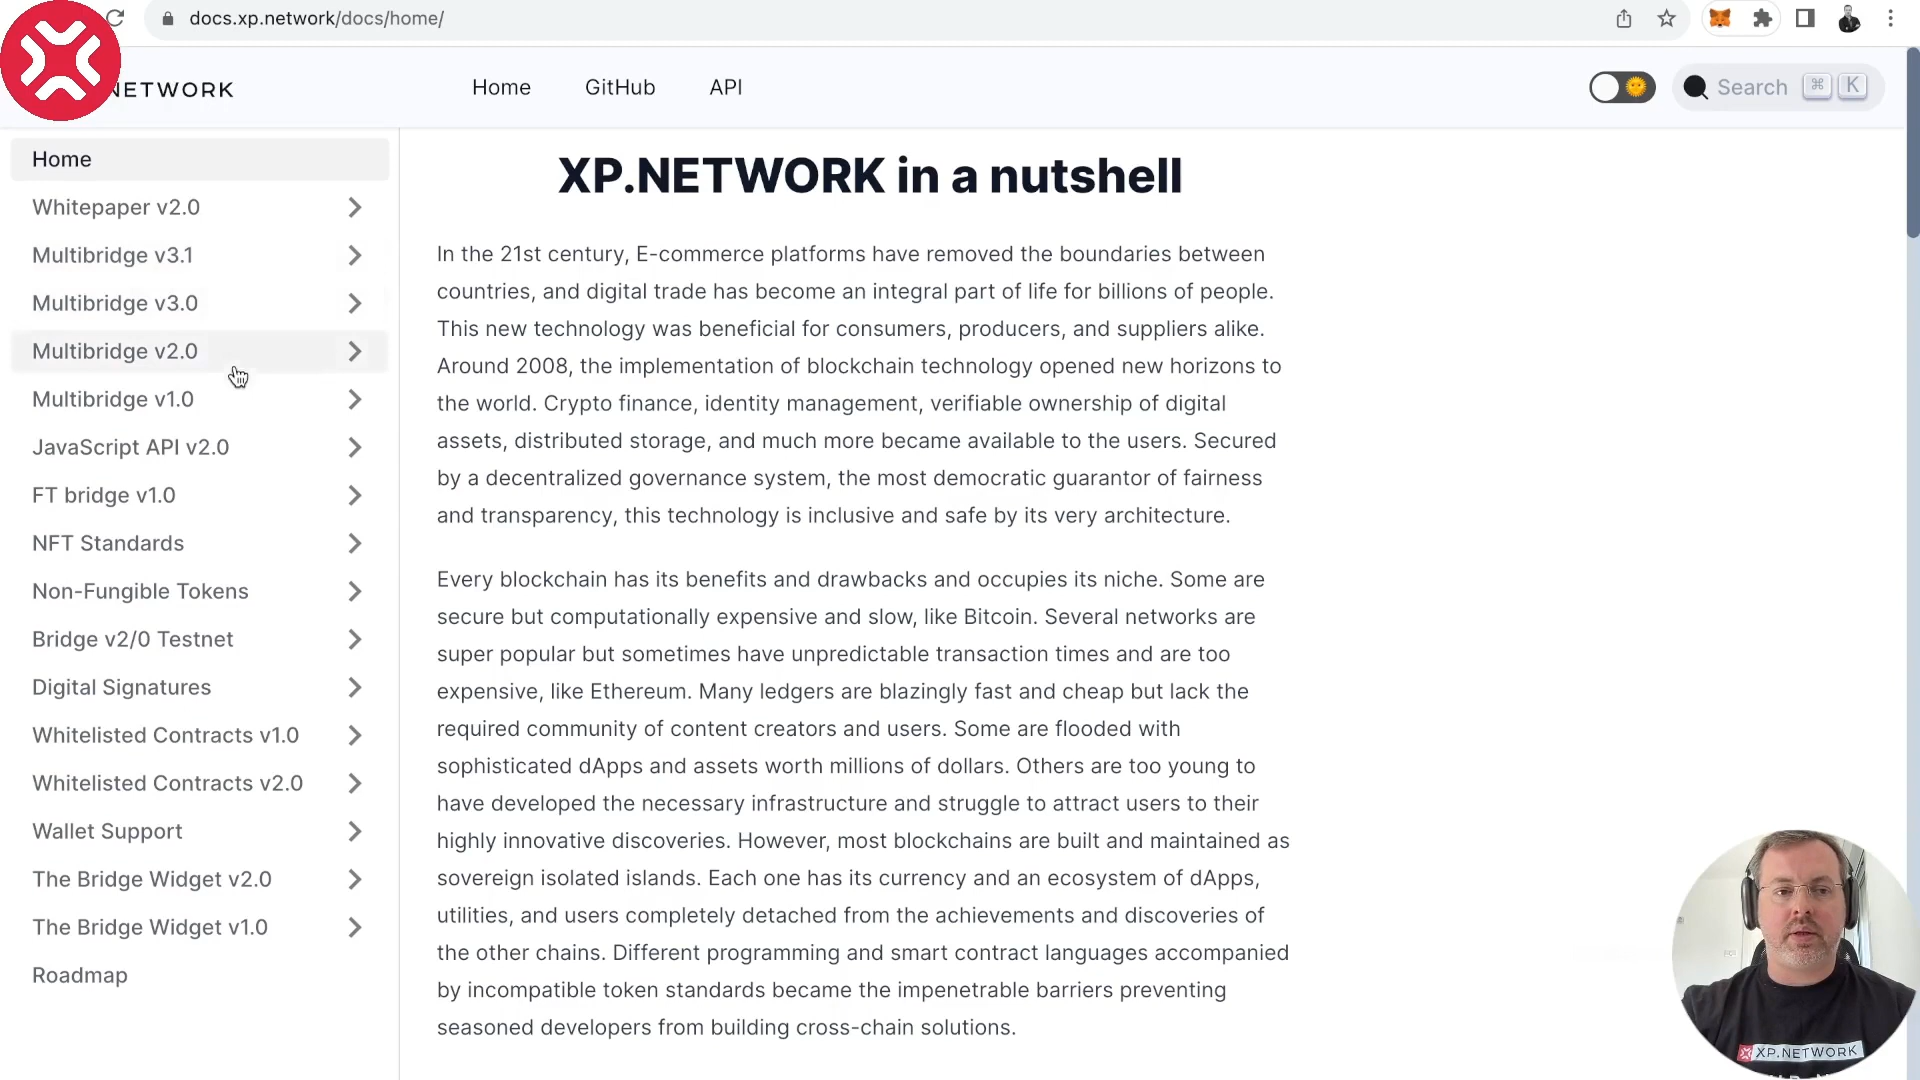 docs.xp.network/docs/home/
NETWORK
Home
GitHub
API
Search ⌘ K
Home
Whitepaper v2.0
Multibridge v3.1
Multibridge v3.0
Multibridge v2.0
Multibridge v1.0
JavaScript API v2.0
FT bridge v1.0
NFT Standards
Non-Fungible Tokens
Bridge v2/0 Testnet
Digital Signatures
Whitelisted Contracts v1.0
Whitelisted Contracts v2.0
Wallet Support
The Bridge Widget v2.0
The Bridge Widget v1.0
Roadmap
XP.NETWORK in a nutshell
In the 21st century, E-commerce platforms have removed the boundaries between
countries, and digital trade has become an integral part of life for billions of people.
This new technology was beneficial for consumers, producers, and suppliers alike.
Around 2008, the implementation of blockchain technology opened new horizons to
the world. Crypto finance, identity management, verifiable ownership of digital
assets, distributed storage, and much more became available to the users. Secured
by a decentralized governance system, the most democratic guarantor of fairness
and transparency, this technology is inclusive and safe by its very architecture.
Every blockchain has its benefits and drawbacks and occupies its niche. Some are
secure but computationally expensive and slow, like Bitcoin. Several networks are
super popular but sometimes have unpredictable transaction times and are too
expensive, like Ethereum. Many ledgers are blazingly fast and cheap but lack the
required community of content creators and users. Some are flooded with
sophisticated dApps and assets worth millions of dollars. Others are too young to
have developed the necessary infrastructure and struggle to attract users to their
highly innovative discoveries. However, most blockchains are built and maintained as
sovereign isolated islands. Each one has its currency and an ecosystem of dApps,
utilities, and users completely detached from the achievements and discoveries of
the other chains. Different programming and smart contract languages accompanied
by incompatible token standards became the impenetrable barriers preventing
seasoned developers from building cross-chain solutions.
XP.NETWORK